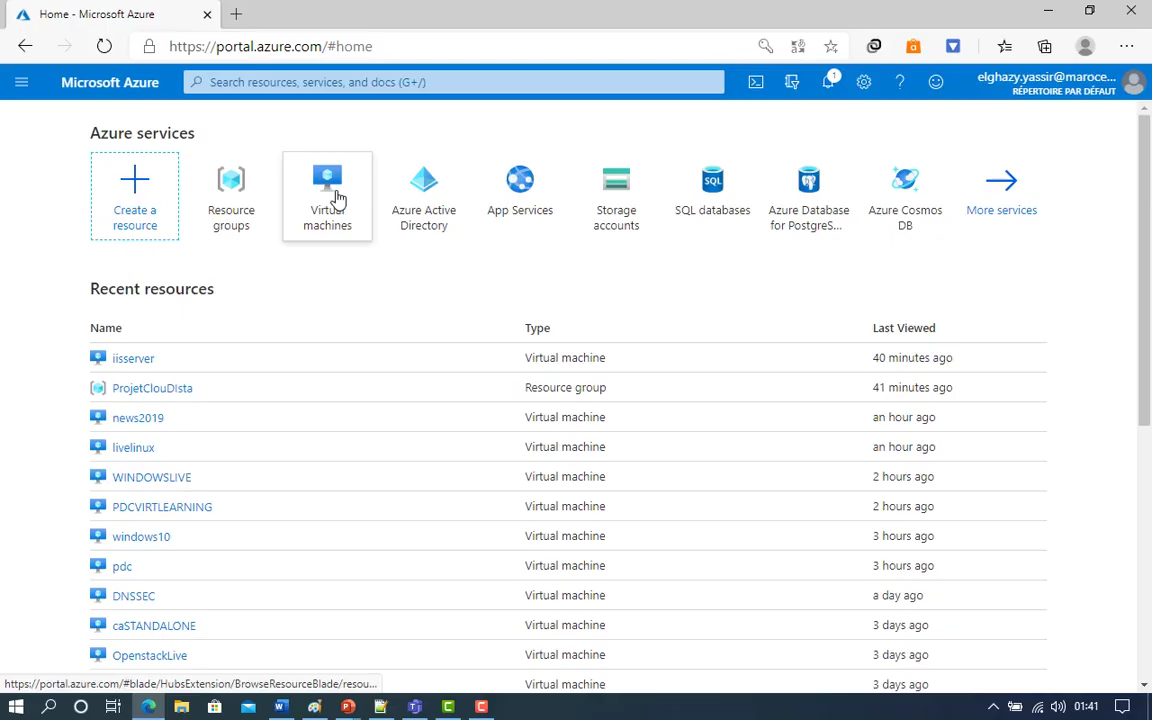 Home - Microsoft Azure
https://portal.azure.com/#home
Microsoft Azure
Search resources, services, and docs (G+/)
1
elghazy.yassir@maroce...
RÉPERTOIRE PAR DÉFAUT
Azure services
Create a resource
Resource groups
Virtual machines
Azure Active Directory
App Services
Storage accounts
SQL
SQL databases
Azure Database for PostgreS...
Azure Cosmos DB
More services
Recent resources
Name Type Last Viewed
iisserver Virtual machine 40 minutes ago
ProjetClouDIsta Resource group 41 minutes ago
news2019 Virtual machine an hour ago
livelinux Virtual machine an hour ago
WINDOWSLIVE Virtual machine 2 hours ago
PDCVIRTLEARNING Virtual machine 2 hours ago
windows10 Virtual machine 3 hours ago
pdc Virtual machine 3 hours ago
DNSSEC Virtual machine a day ago
caSTANDALONE Virtual machine 3 days ago
OpenstackLive Virtual machine 3 days ago
Virtual machine 3 days ago
https://portal.azure.com/#blade/HubsExtension/BrowseResourceBlade/resou...
01:41